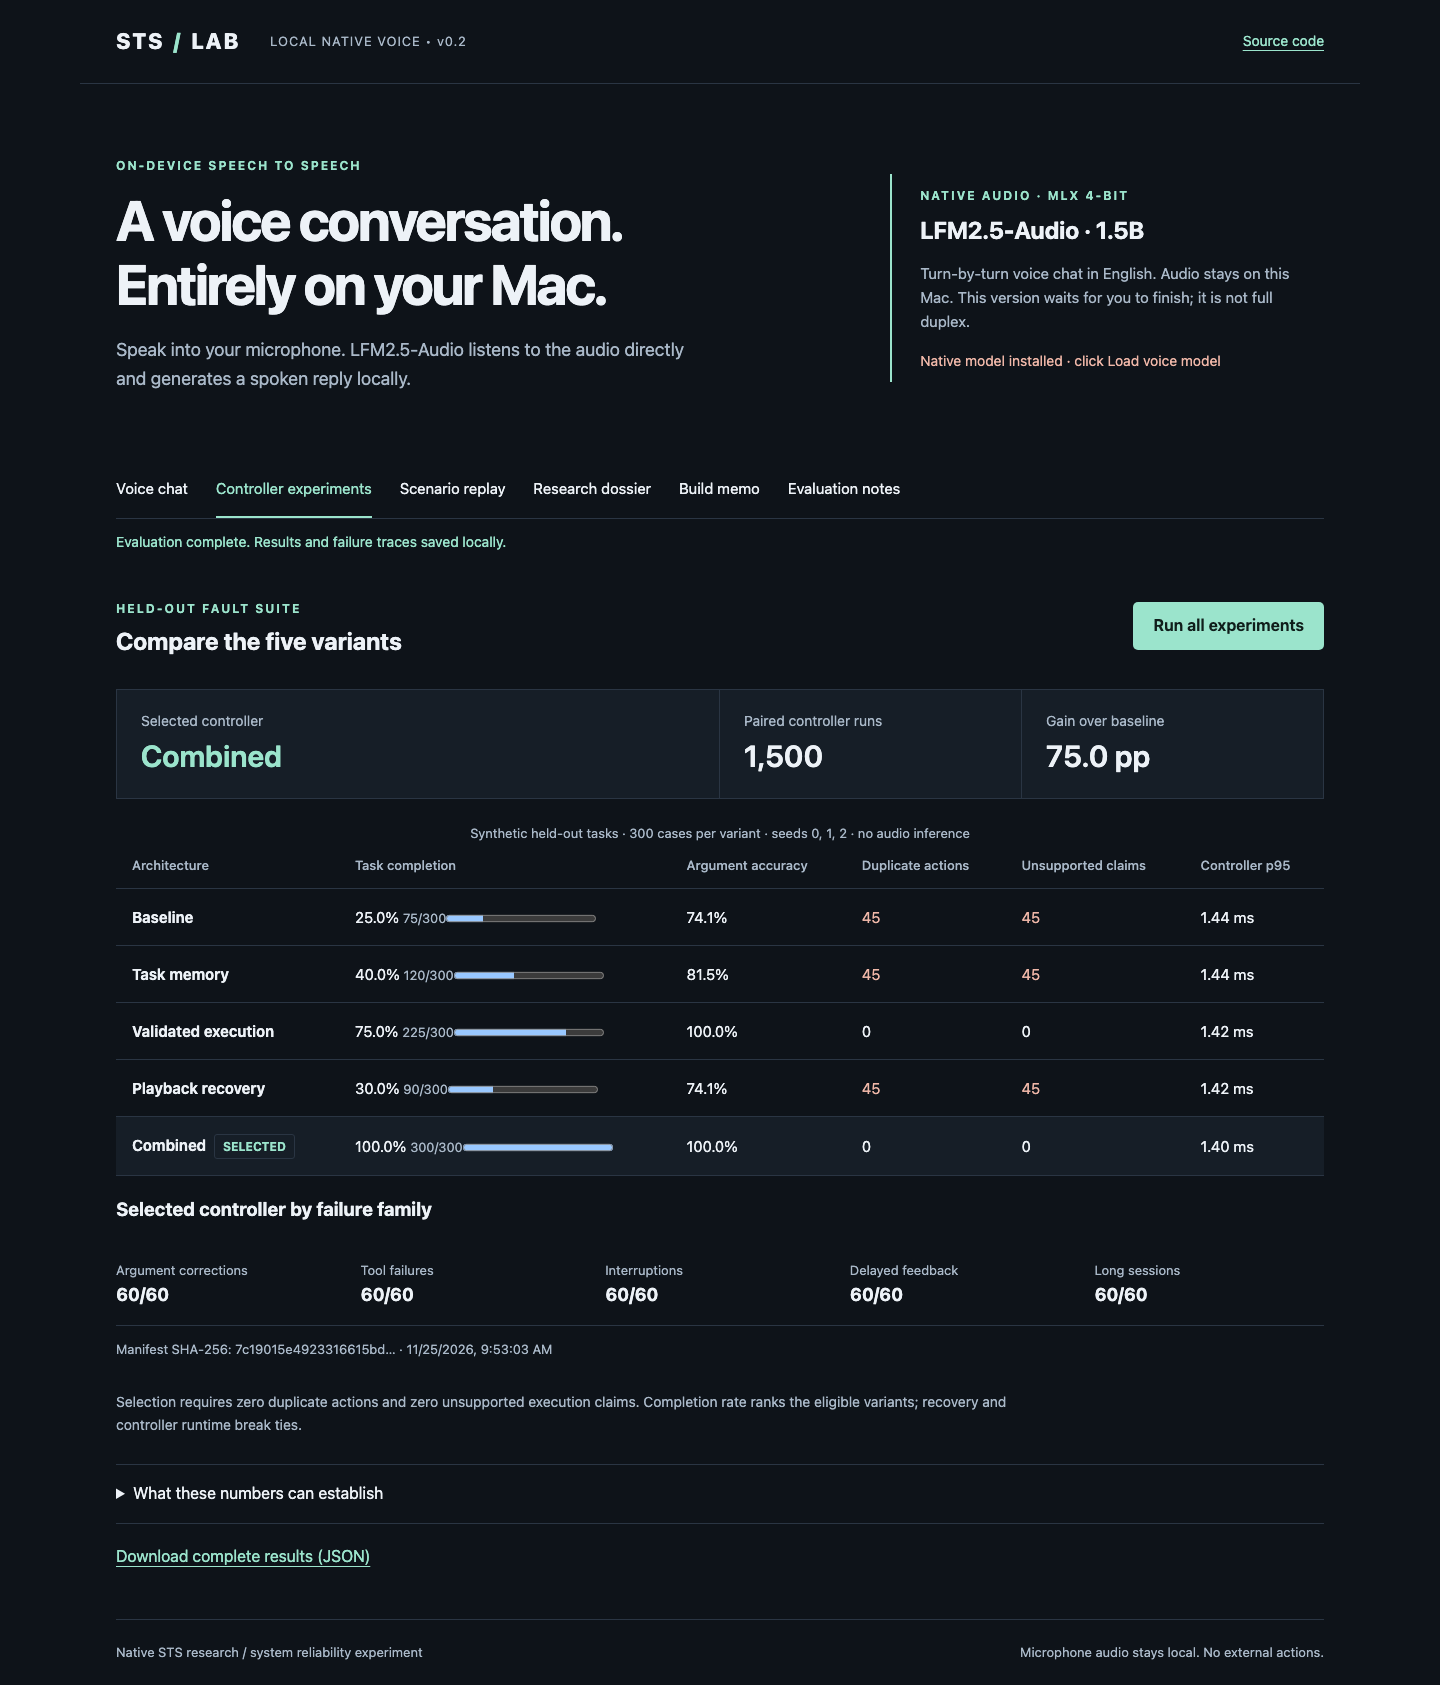 STS / LAB LOCAL NATIVE VOICE • v0.2 Source code
ON-DEVICE SPEECH TO SPEECH
A voice conversation.
Entirely on your Mac.
Speak into your microphone. LFM2.5-Audio listens to the audio directly
and generates a spoken reply locally.
NATIVE AUDIO · MLX 4-BIT
LFM2.5-Audio · 1.5B
Turn-by-turn voice chat in English. Audio stays on this
Mac. This version waits for you to finish; it is not full
duplex.
Native model installed · click Load voice model
Voice chat Controller experiments Scenario replay Research dossier Build memo Evaluation notes
Evaluation complete. Results and failure traces saved locally.
HELD-OUT FAULT SUITE
Compare the five variants
Run all experiments
Selected controller Paired controller runs Gain over baseline
Combined 1,500 75.0 pp
Synthetic held-out tasks · 300 cases per variant · seeds 0, 1, 2 · no audio inference
Architecture Task completion Argument accuracy Duplicate actions Unsupported claims Controller p95
Baseline 25.0% 75/300 74.1% 45 45 1.44 ms
Task memory 40.0% 120/300 81.5% 45 45 1.44 ms
Validated execution 75.0% 225/300 100.0% 0 0 1.42 ms
Playback recovery 30.0% 90/300 74.1% 45 45 1.42 ms
Combined SELECTED 100.0% 300/300 100.0% 0 0 1.40 ms
Selected controller by failure family
Argument corrections Tool failures Interruptions Delayed feedback Long sessions
60/60 60/60 60/60 60/60 60/60
Manifest SHA-256: 7c19015e4923316615bd… · 11/25/2026, 9:53:03 AM
Selection requires zero duplicate actions and zero unsupported execution claims. Completion rate ranks the eligible variants; recovery and
controller runtime break ties.
What these numbers can establish
Download complete results (JSON)
Native STS research / system reliability experiment Microphone audio stays local. No external actions.